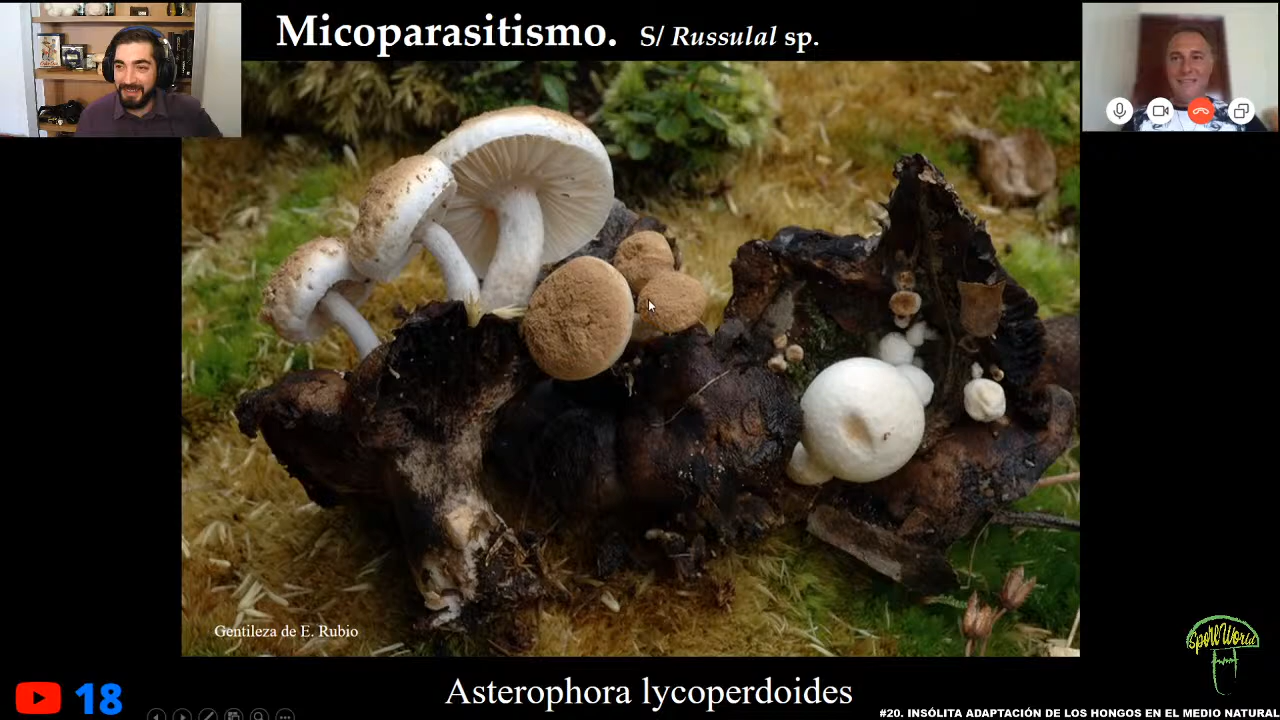 Micoparasitismo. S/ Russulal sp.
Gentileza de E. Rubio
SporeWorld
18
Asterophora lycoperdoides
#20. INSÓLITA ADAPTACIÓN DE LOS HONGOS EN EL MEDIO NATURAL